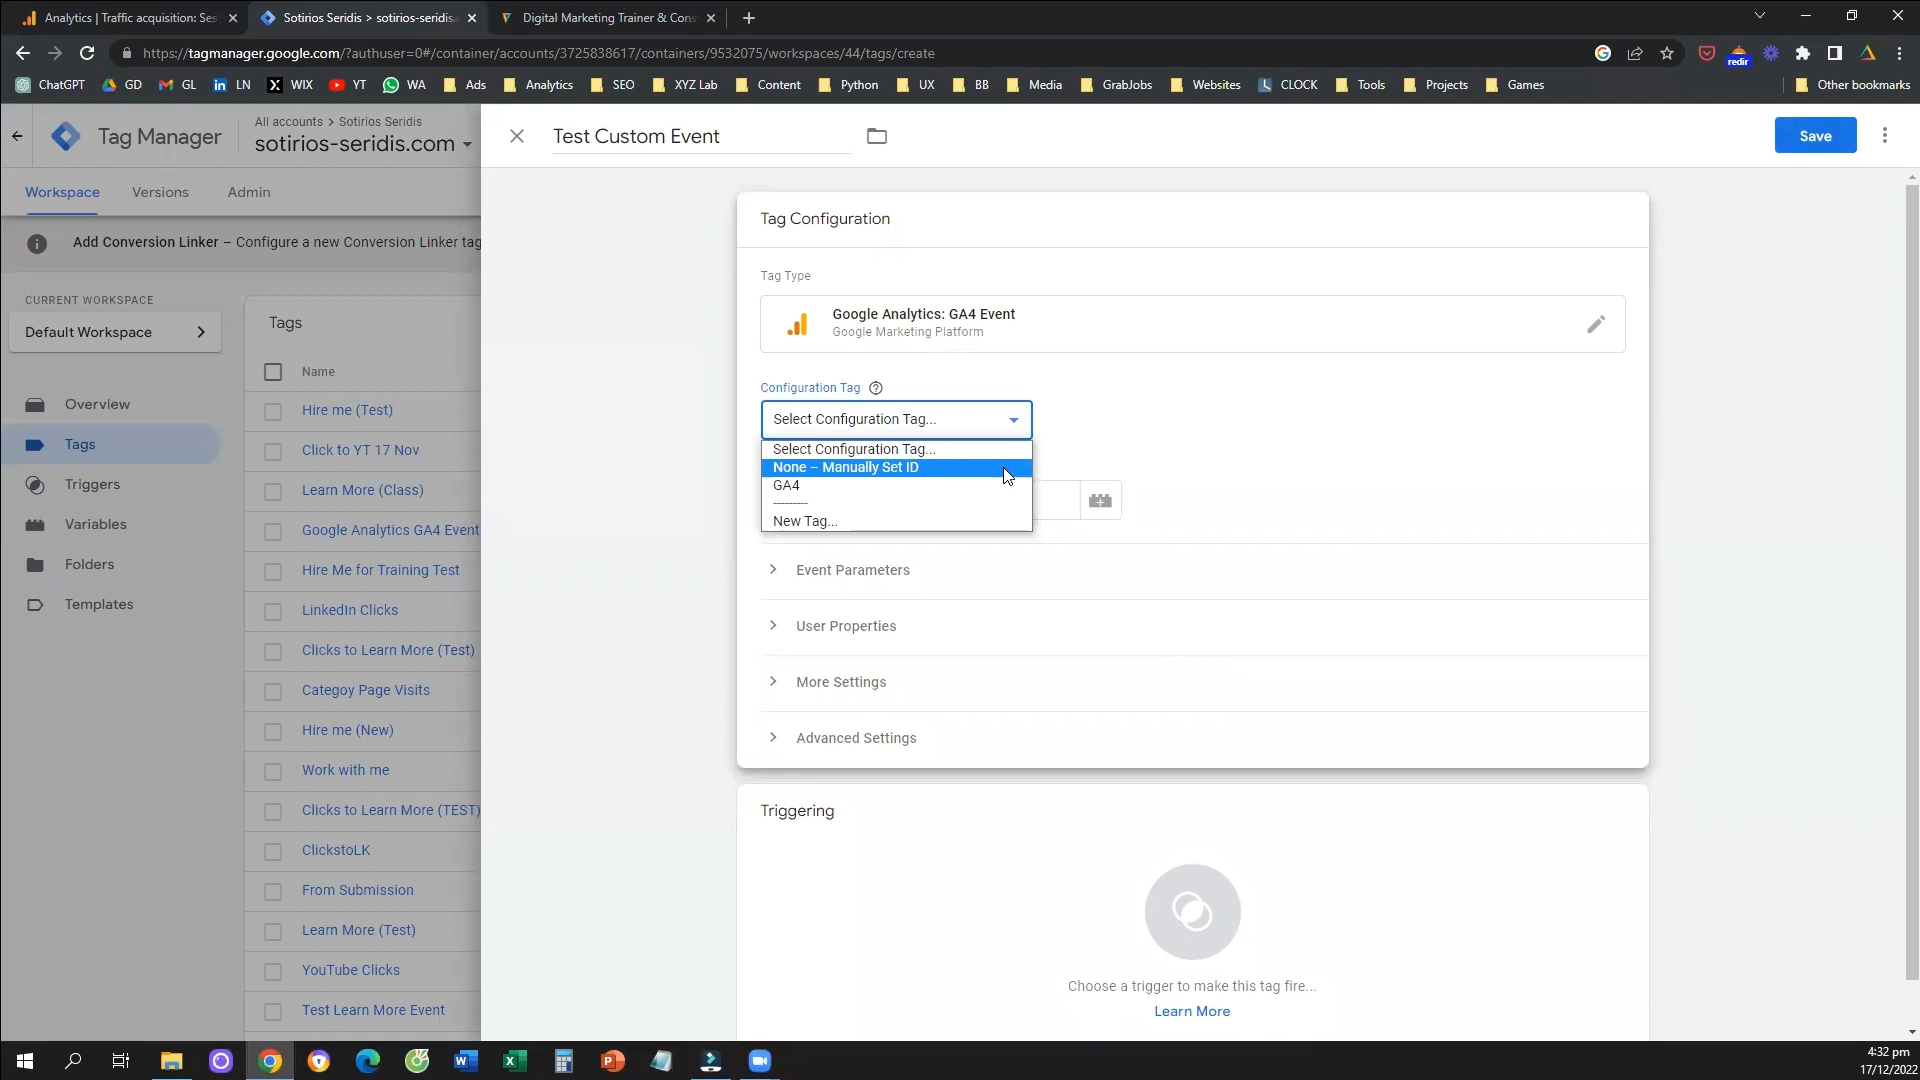 Analytics | Traffic acquisition: Ses
Sotirios Seridis > sotirios-seridis.
Digital Marketing Trainer & Cons
https://tagmanager.google.com/?authuser=0#/container/accounts/3725838617/containers/9532075/workspaces/44/tags/create
redir
ChatGPT
GD
GL
LN
WIX
YT
WA
Ads
Analytics
SEO
XYZ Lab
Content
Python
UX
BB
Media
GrabJobs
Websites
CLOCK
Tools
Projects
Games
Other bookmarks
Tag Manager
All accounts > Sotirios Seridis
sotirios-seridis.com
Test Custom Event
Save
Workspace
Versions
Admin
Add Conversion Linker – Configure a new Conversion Linker tag
CURRENT WORKSPACE
Default Workspace
Overview
Tags
Triggers
Variables
Folders
Templates
Tags
Name
Hire me (Test)
Click to YT 17 Nov
Learn More (Class)
Google Analytics GA4 Event
Hire Me for Training Test
LinkedIn Clicks
Clicks to Learn More (Test)
Categoy Page Visits
Hire me (New)
Work with me
Clicks to Learn More (TEST)
ClickstoLK
From Submission
Learn More (Test)
YouTube Clicks
Test Learn More Event
Tag Configuration
Tag Type
Google Analytics: GA4 Event
Google Marketing Platform
Configuration Tag
Select Configuration Tag...
Select Configuration Tag...
None – Manually Set ID
GA4
----------
New Tag...
Event Parameters
User Properties
More Settings
Advanced Settings
Triggering
Choose a trigger to make this tag fire...
Learn More
4:32 pm
17/12/2022